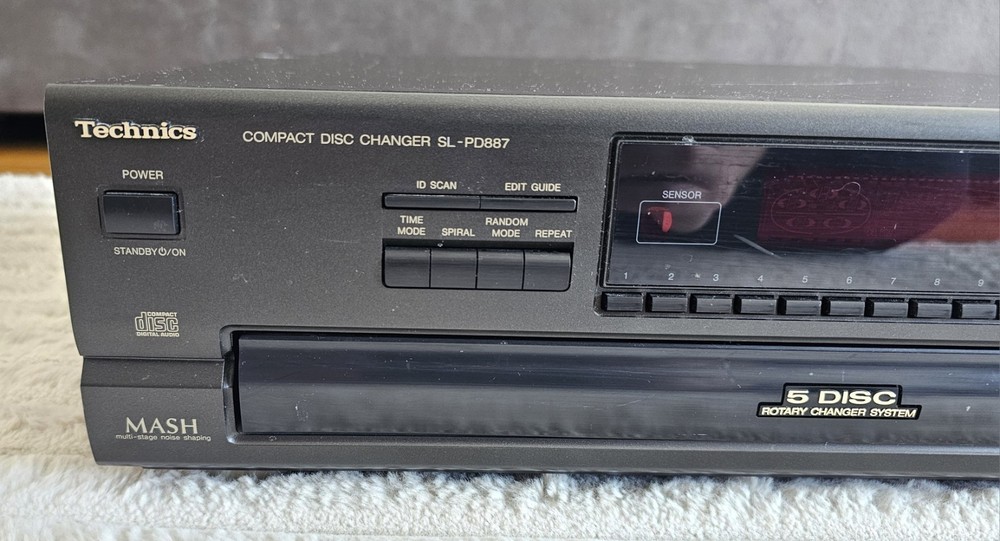 Technics
COMPACT DISC CHANGER SL-PD887
POWER
STANDBY⏻/ON
ID SCAN
EDIT GUIDE
TIME MODE
SPIRAL
RANDOM MODE
REPEAT
SENSOR
1 2 3 4 5 6 7 8 9
COMPACT
disc
DIGITAL AUDIO
5 DISC
ROTARY CHANGER SYSTEM
MASH
multi-stage noise shaping